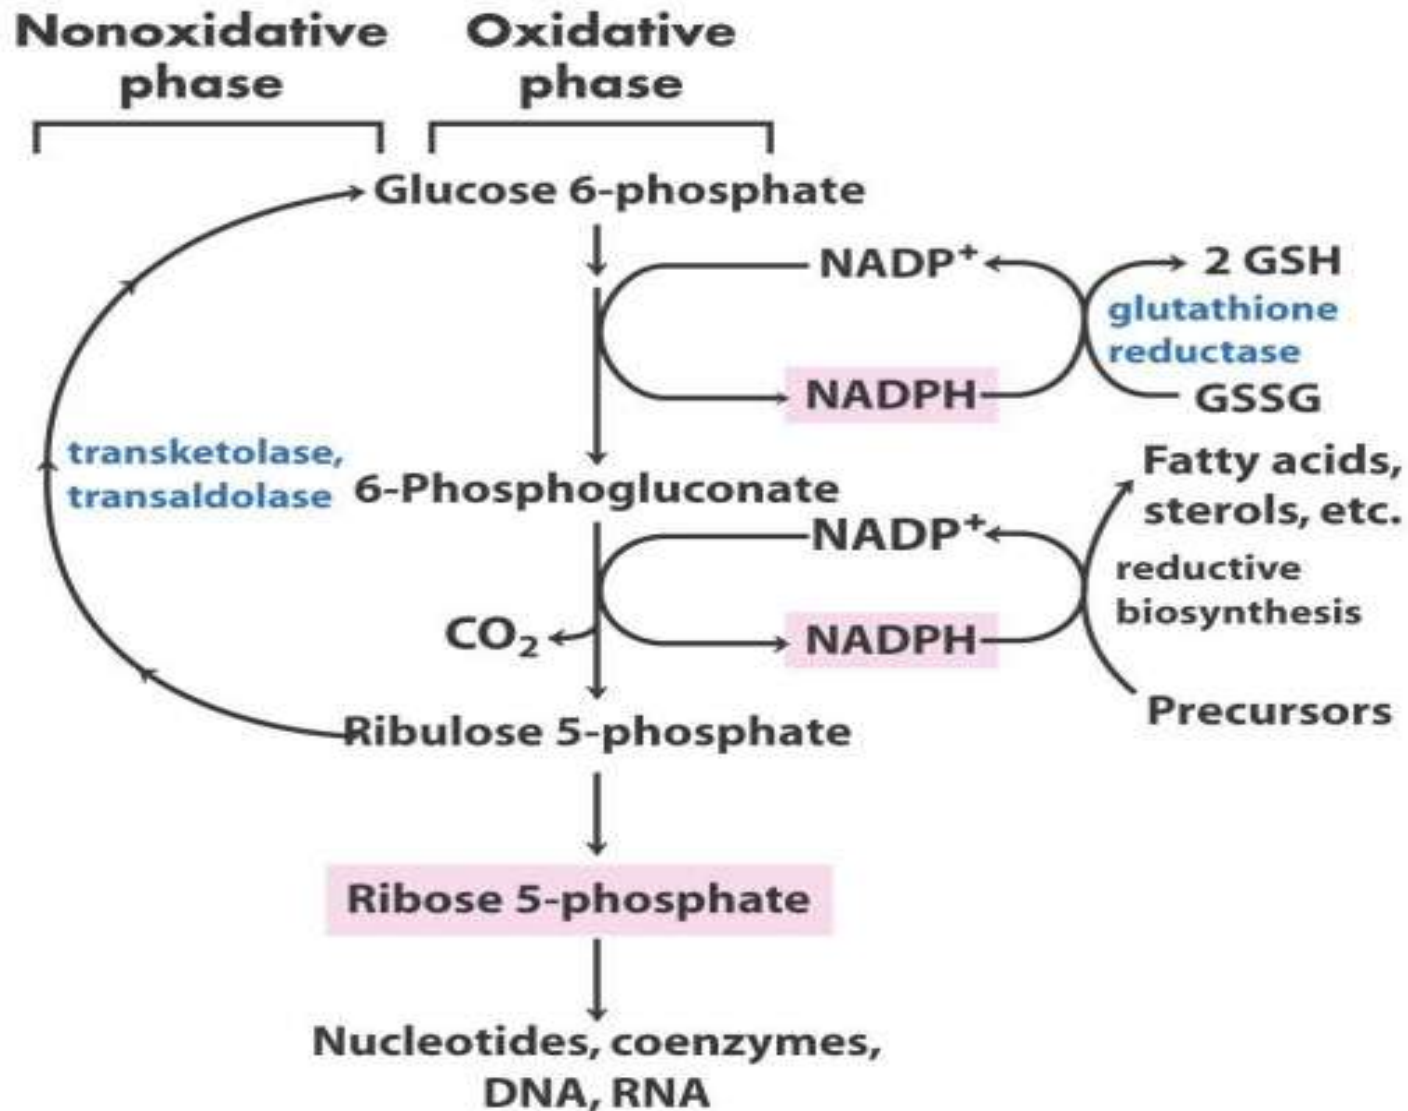 Nonoxidative
phase
Oxidative
phase
Glucose 6-phosphate
NADP⁺
2 GSH
glutathione
reductase
NADPH
GSSG
transketolase,
transaldolase
6-Phosphogluconate
Fatty acids,
sterols, etc.
NADP⁺
reductive
biosynthesis
CO₂
NADPH
Precursors
Ribulose 5-phosphate
Ribose 5-phosphate
Nucleotides, coenzymes,
DNA, RNA